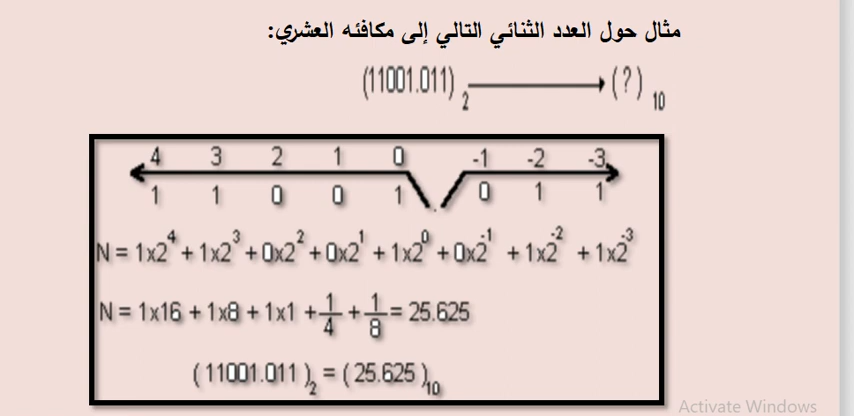 مثال حول العدد الثنائي التالي إلى مكافئه العشري:
(11001.011)₂ → (?)₁₀
4 3 2 1 0 -1 -2 -3
1 1 0 0 1 . 0 1 1
N = 1x2⁴ + 1x2³ + 0x2² + 0x2¹ + 1x2⁰ + 0x2⁻¹ + 1x2⁻² + 1x2⁻³
N = 1x16 + 1x8 + 1x1 + 1/4 + 1/8 = 25.625
(11001.011)₂ = (25.625)₁₀
Activate Windows